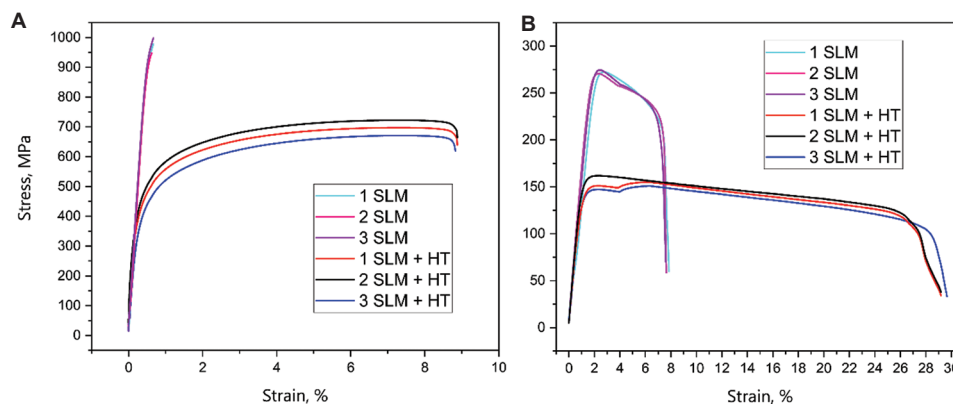 A
Stress, MPa
1000
900
800
700
600
500
400
300
200
100
0
1 SLM
2 SLM
3 SLM
1 SLM + HT
2 SLM + HT
3 SLM + HT
0 2 4 6 8 10
Strain, %
B
300
250
200
150
100
50
0
1 SLM
2 SLM
3 SLM
1 SLM + HT
2 SLM + HT
3 SLM + HT
0 2 4 6 8 10 12 14 16 18 20 22 24 26 28 30
Strain, %